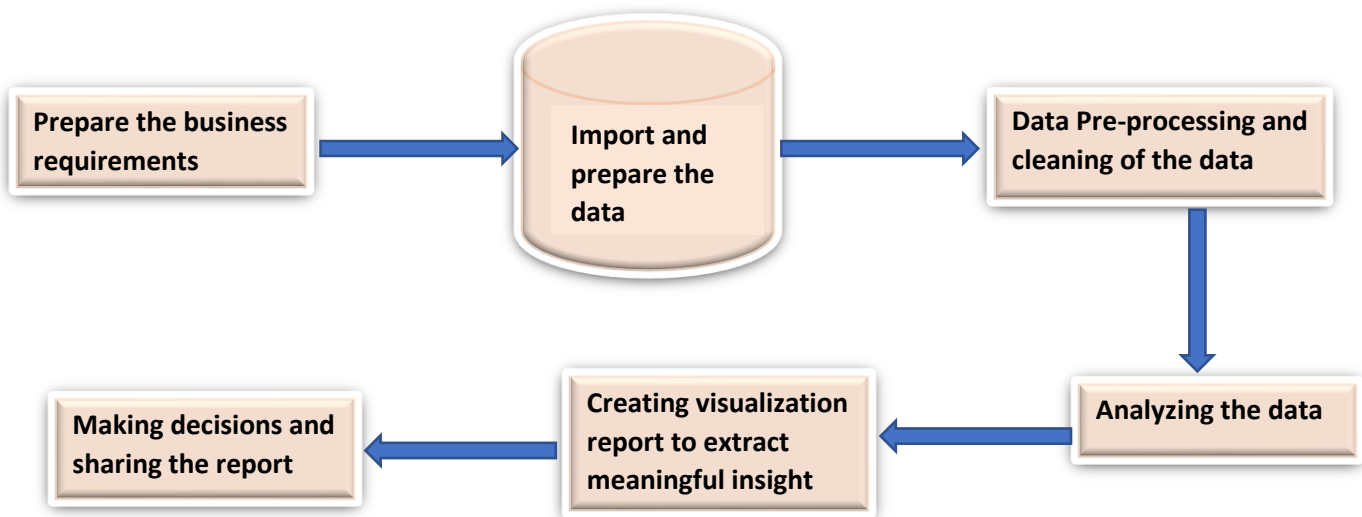 Prepare the business
requirements
Import and
prepare the
data
Data Pre-processing and
cleaning of the data
Analyzing the data
Creating visualization
report to extract
meaningful insight
Making decisions and
sharing the report